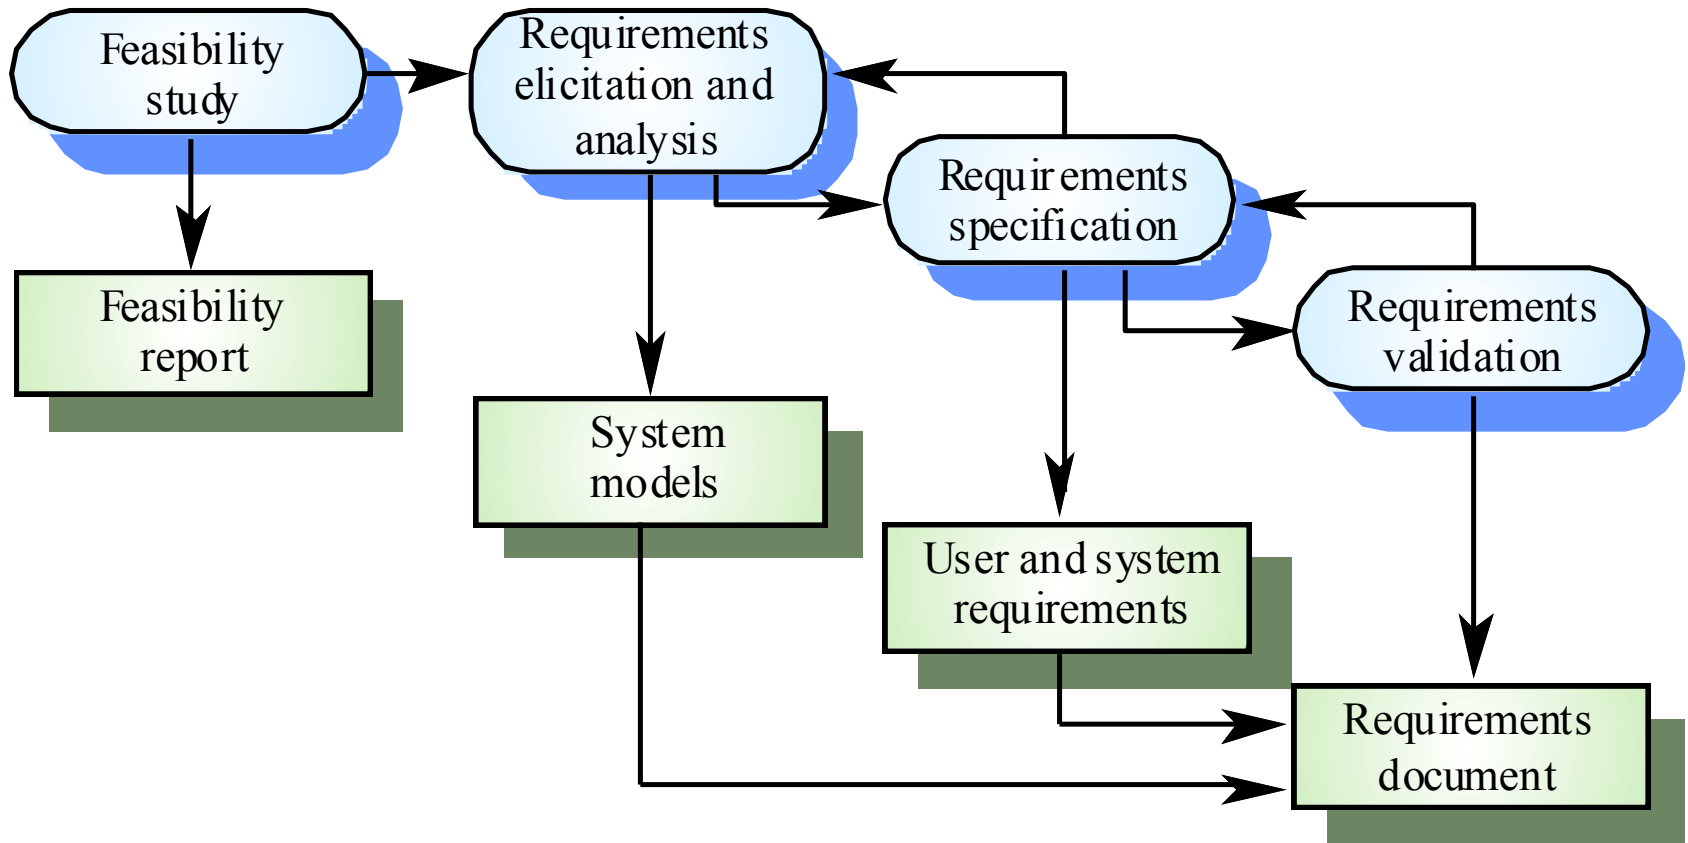 Feasibility
study
Requirements
elicitation and
analysis
Requirements
specification
Requirements
validation
Feasibility
report
System
models
User and system
requirements
Requirements
document